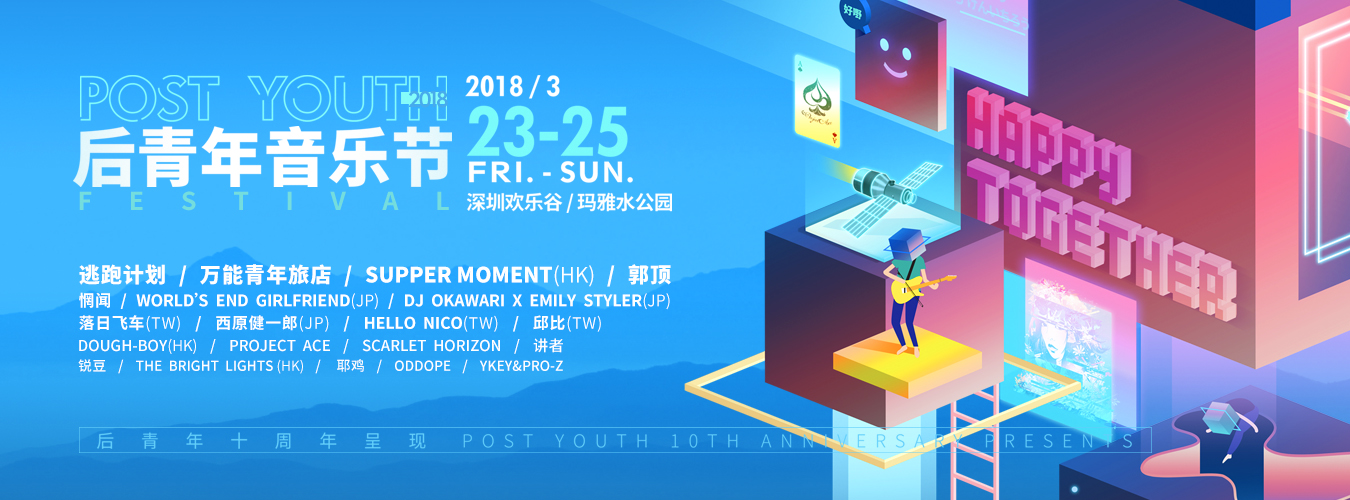 POST YOUTH
2018
后青年音乐节
FESTIVAL
2018 / 3
23-25
FRI. - SUN.
深圳欢乐谷 / 玛雅水公园
逃跑计划 / 万能青年旅店 / SUPPER MOMENT(HK) / 郭顶
惘闻 / WORLD'S END GIRLFRIEND(JP) / DJ OKAWARI X EMILY STYLER(JP)
落日飞车(TW) / 西原健一郎(JP) / HELLO NICO(TW) / 邱比(TW)
DOUGH-BOY(HK) / PROJECT ACE / SCARLET HORIZON / 讲者
锐豆 / THE BRIGHT LIGHTS (HK) / 耶鸡 / ODDOPE / YKEY&PRO-Z
后青年十周年呈现 POST YOUTH 10TH ANNIVERSARY PRESENTS
好嘢
A
A
HAPPY
TOGETHER